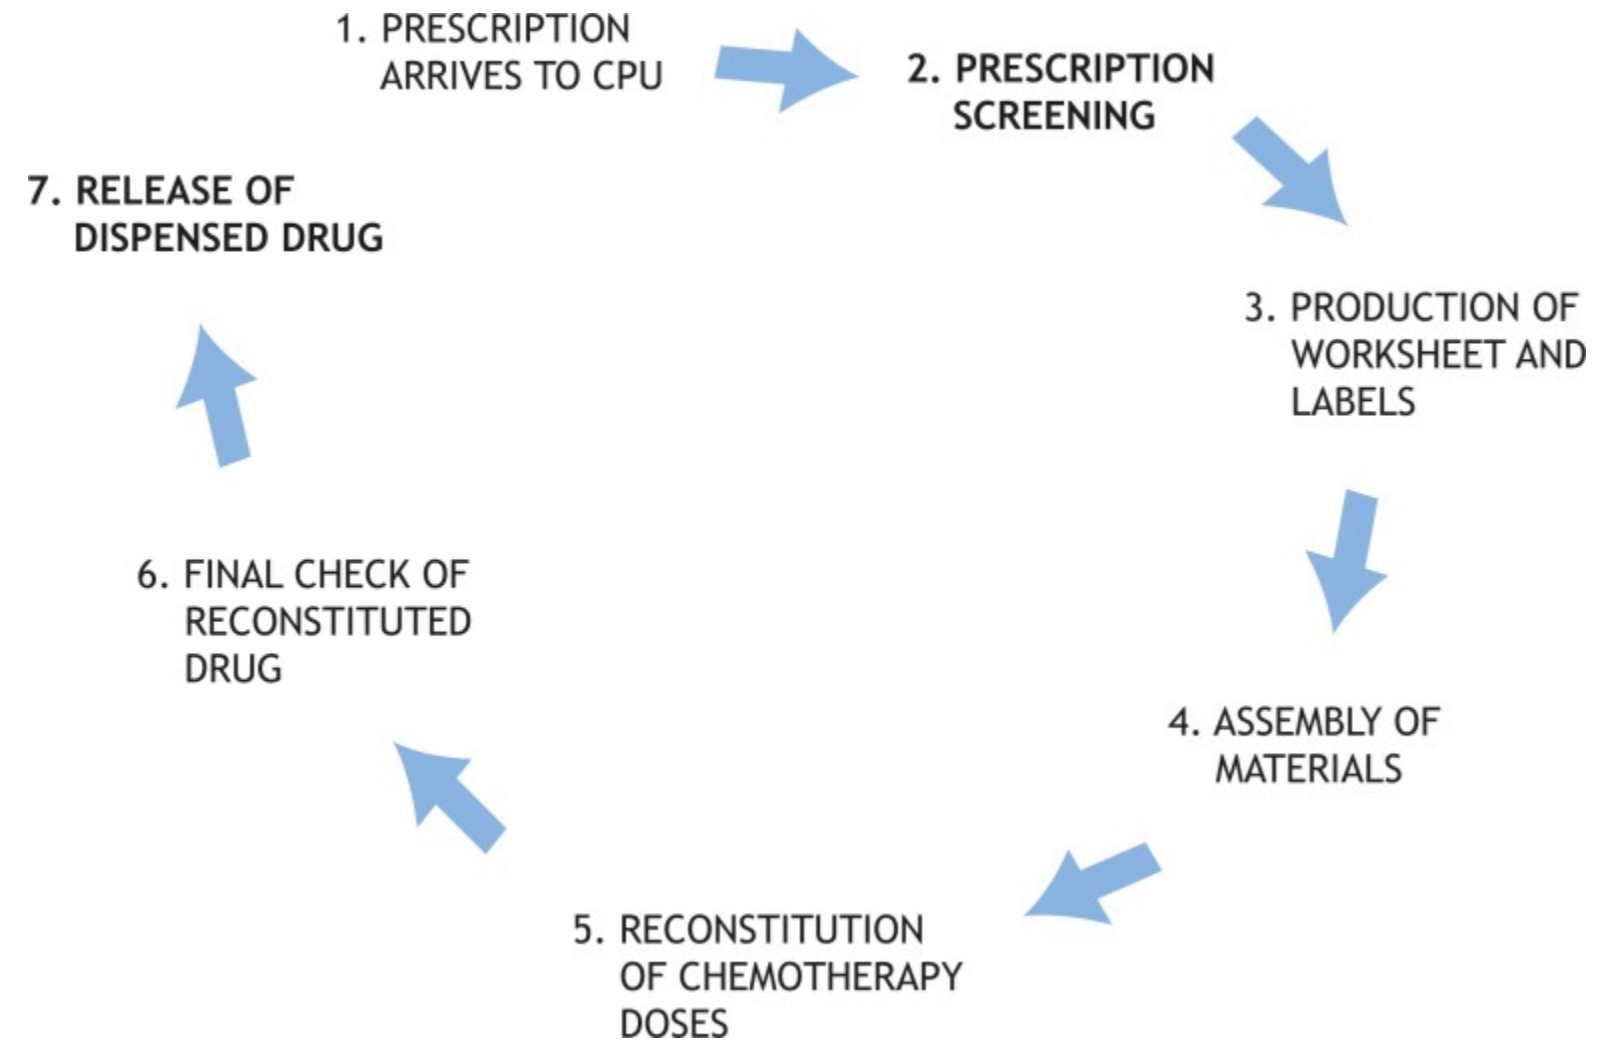 1. PRESCRIPTION
ARRIVES TO CPU
2. PRESCRIPTION
SCREENING
3. PRODUCTION OF
WORKSHEET AND
LABELS
4. ASSEMBLY OF
MATERIALS
5. RECONSTITUTION
OF CHEMOTHERAPY
DOSES
6. FINAL CHECK OF
RECONSTITUTED
DRUG
7. RELEASE OF
DISPENSED DRUG